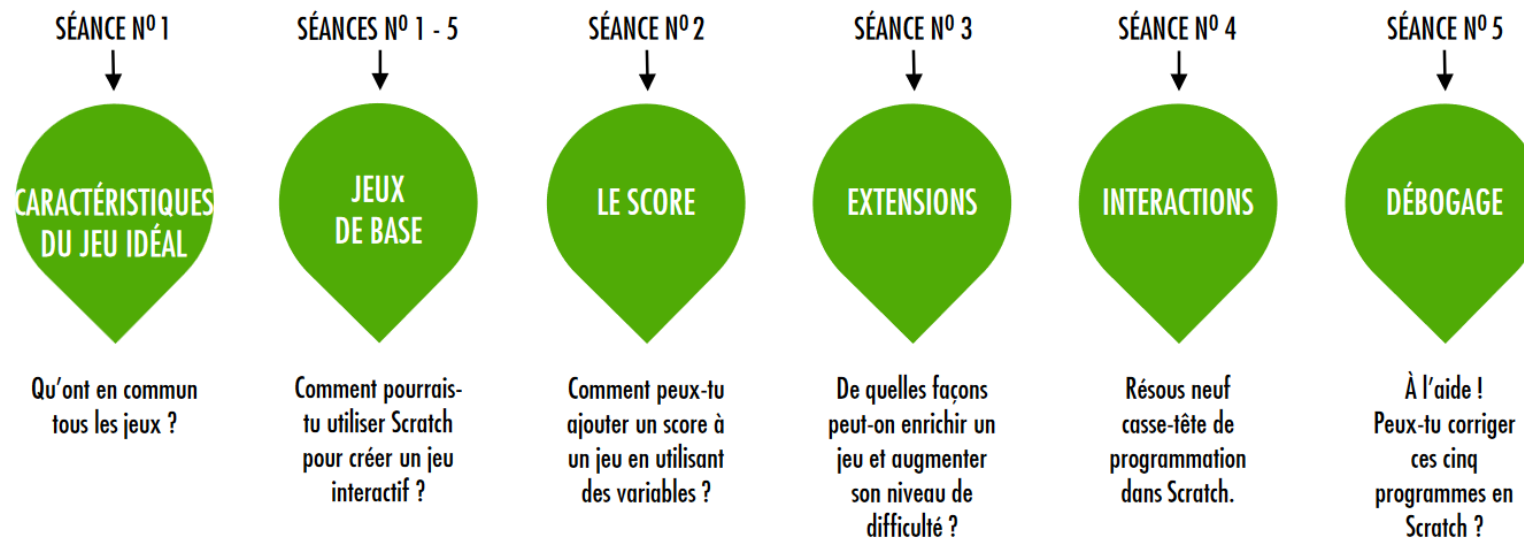 SÉANCE Nº 1
CARACTÉRISTIQUES
DU JEU IDÉAL
Qu’ont en commun
tous les jeux ?
SÉANCES Nº 1 - 5
JEUX
DE BASE
Comment pourrais-
tu utiliser Scratch
pour créer un jeu
interactif ?
SÉANCE Nº 2
LE SCORE
Comment peux-tu
ajouter un score à
un jeu en utilisant
des variables ?
SÉANCE Nº 3
EXTENSIONS
De quelles façons
peut-on enrichir un
jeu et augmenter
son niveau de
difficulté ?
SÉANCE Nº 4
INTERACTIONS
Résous neuf
casse-tête de
programmation
dans Scratch.
SÉANCE Nº 5
DÉBOGAGE
À l’aide !
Peux-tu corriger
ces cinq
programmes en
Scratch ?